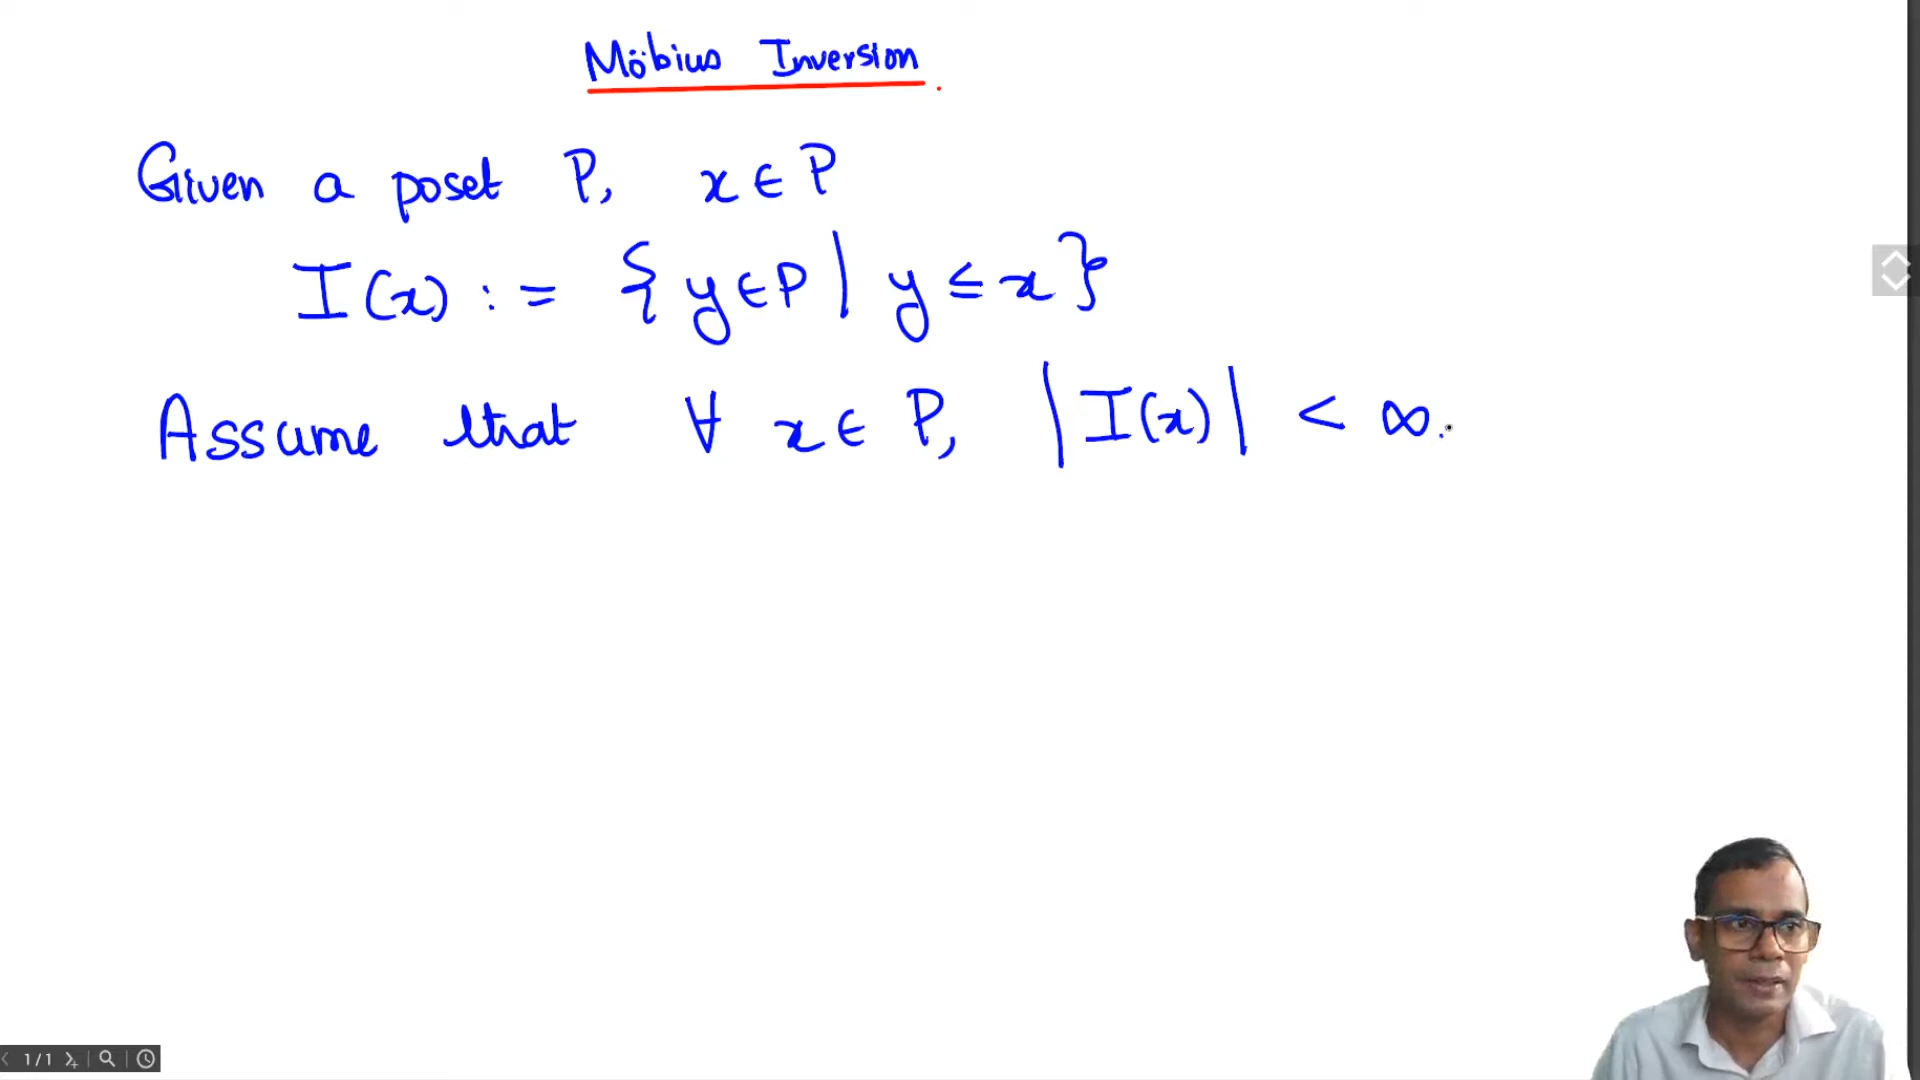 Möbius Inversion.
Given a poset P, x ∈ P
I(x) := { y ∈ P | y ≤ x }
Assume that ∀ x ∈ P, |I(x)| < ∞.
1/1